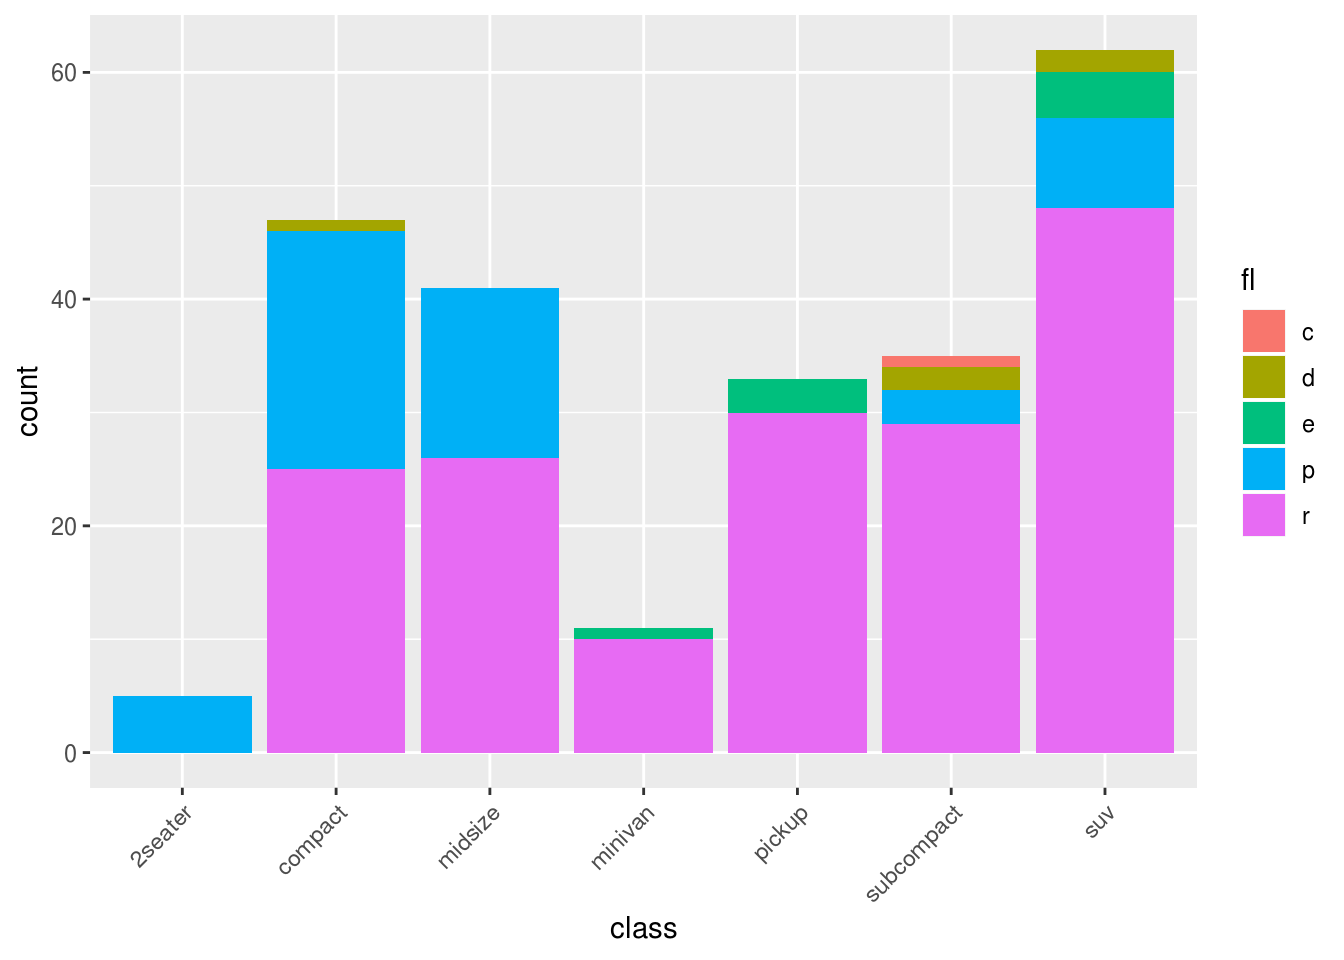 60
40
20
0
count
2seater
compact
midsize
minivan
pickup
subcompact
suv
class
fl
c
d
e
p
r